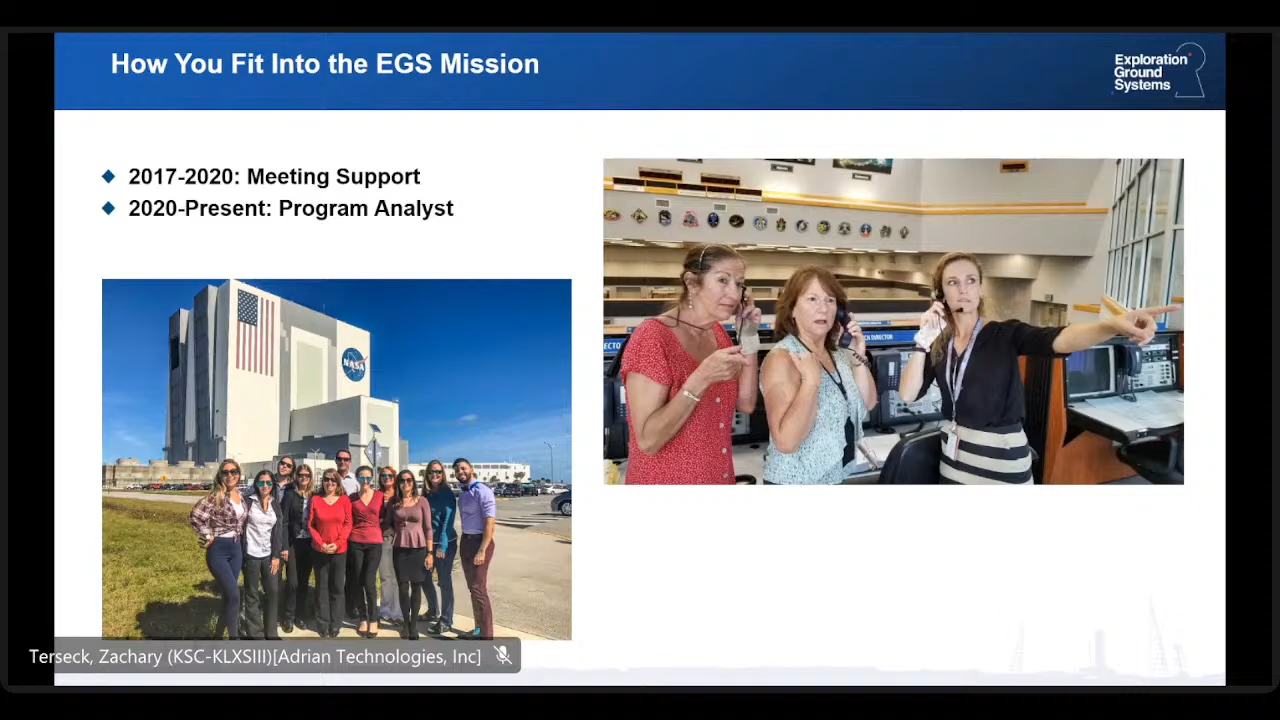 How You Fit Into the EGS Mission
Exploration
Ground
Systems
2017-2020: Meeting Support
2020-Present: Program Analyst
NASA
Terseck, Zachary (KSC-KLXSIII)[Adrian Technologies, Inc]